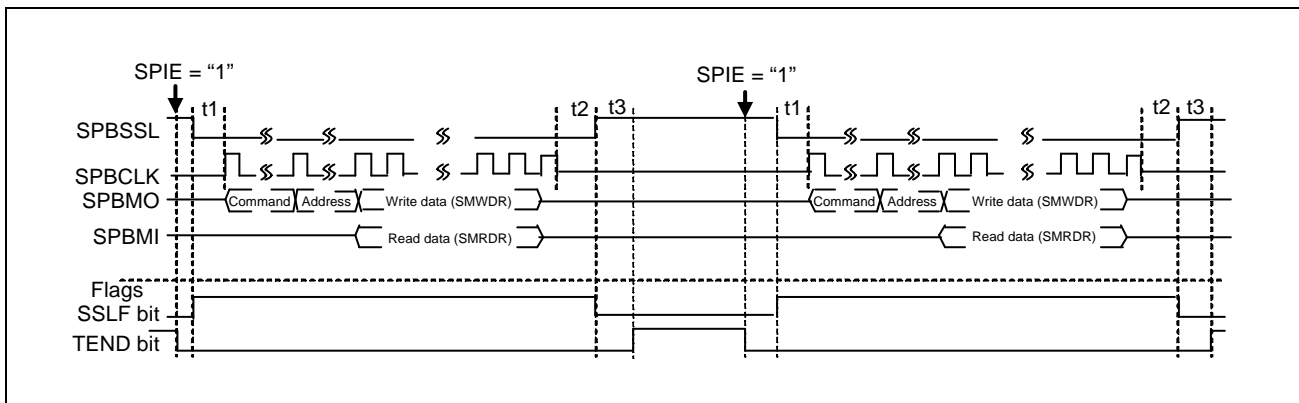 SPIE = “1” SPIE = “1”
t1 t2 t3 t1 t2 t3
SPBSSL
SPBCLK
SPBMO Command Address Write data (SMWDR) Command Address Write data (SMWDR)
SPBMI Read data (SMRDR) Read data (SMRDR)
Flags
SSLF bit
TEND bit